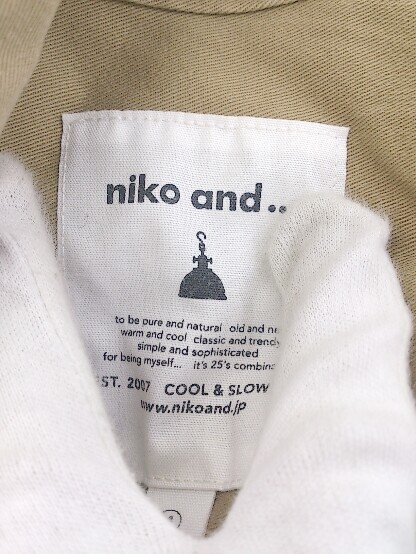 niko and..
to be pure and natural old and
warm and cool classic and trendy
simple and sophisticated
for being myself... it's 25's
EST. 2007 COOL & SLOW
www.nikoand.jp